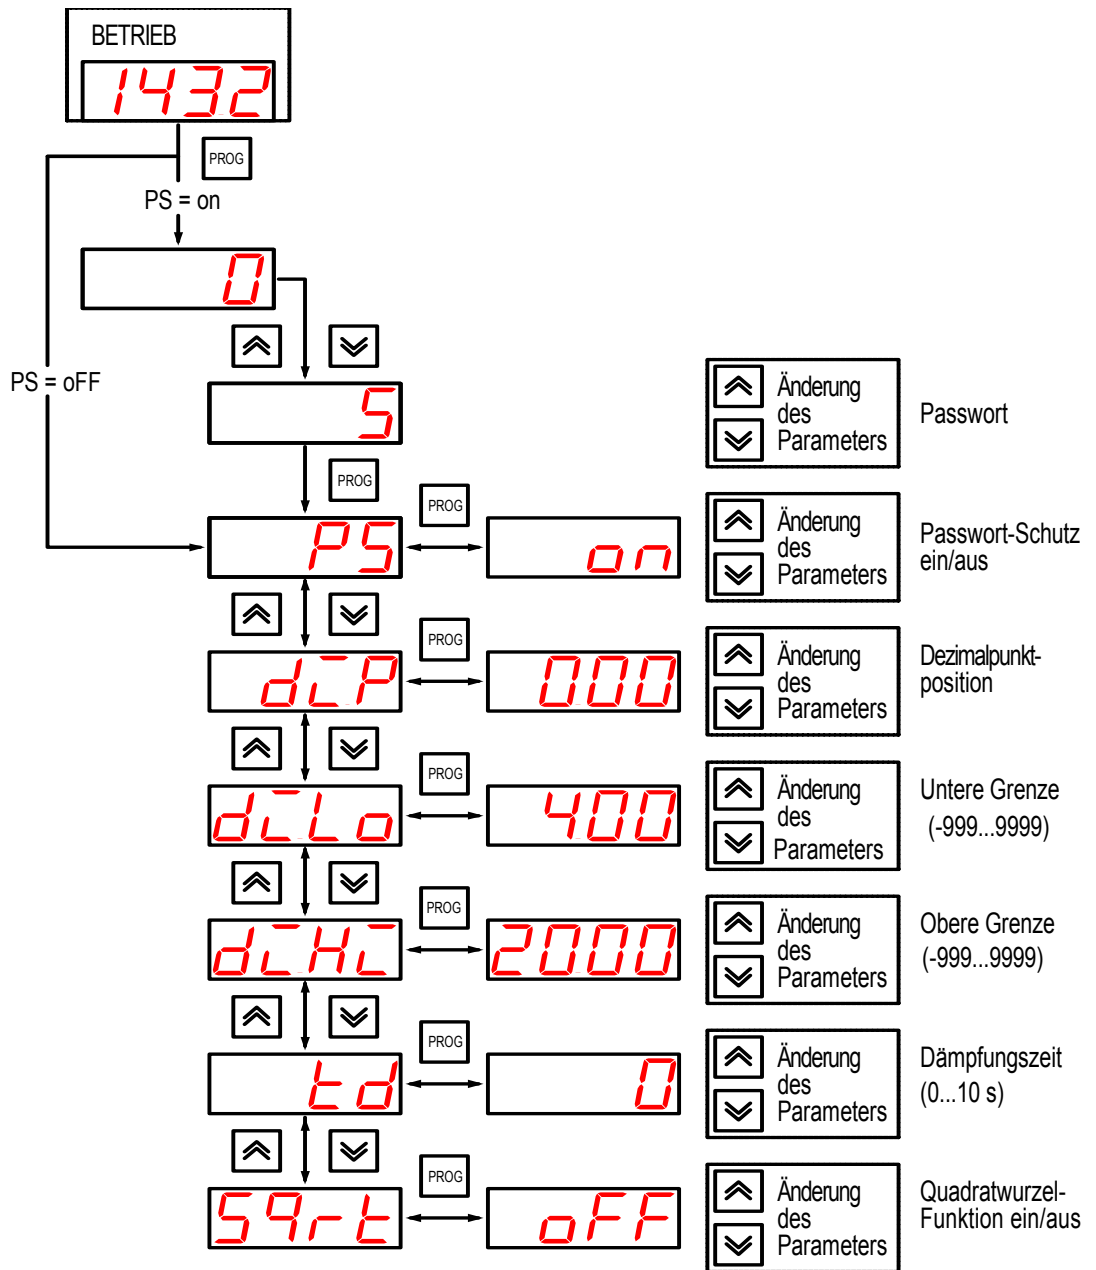 BETRIEB
1432
PROG
PS = on
0
PS = oFF
5
Änderung
des
Parameters
Passwort
PROG
PS
PROG
on
Änderung
des
Parameters
Passwort-Schutz
ein/aus
diP
PROG
000
Änderung
des
Parameters
Dezimalpunkt-
position
diLo
PROG
400
Änderung
des
Parameters
Untere Grenze
(-999...9999)
diHi
PROG
2000
Änderung
des
Parameters
Obere Grenze
(-999...9999)
td
PROG
0
Änderung
des
Parameters
Dämpfungszeit
(0...10 s)
Sqrt
PROG
oFF
Änderung
des
Parameters
Quadratwurzel-
Funktion ein/aus